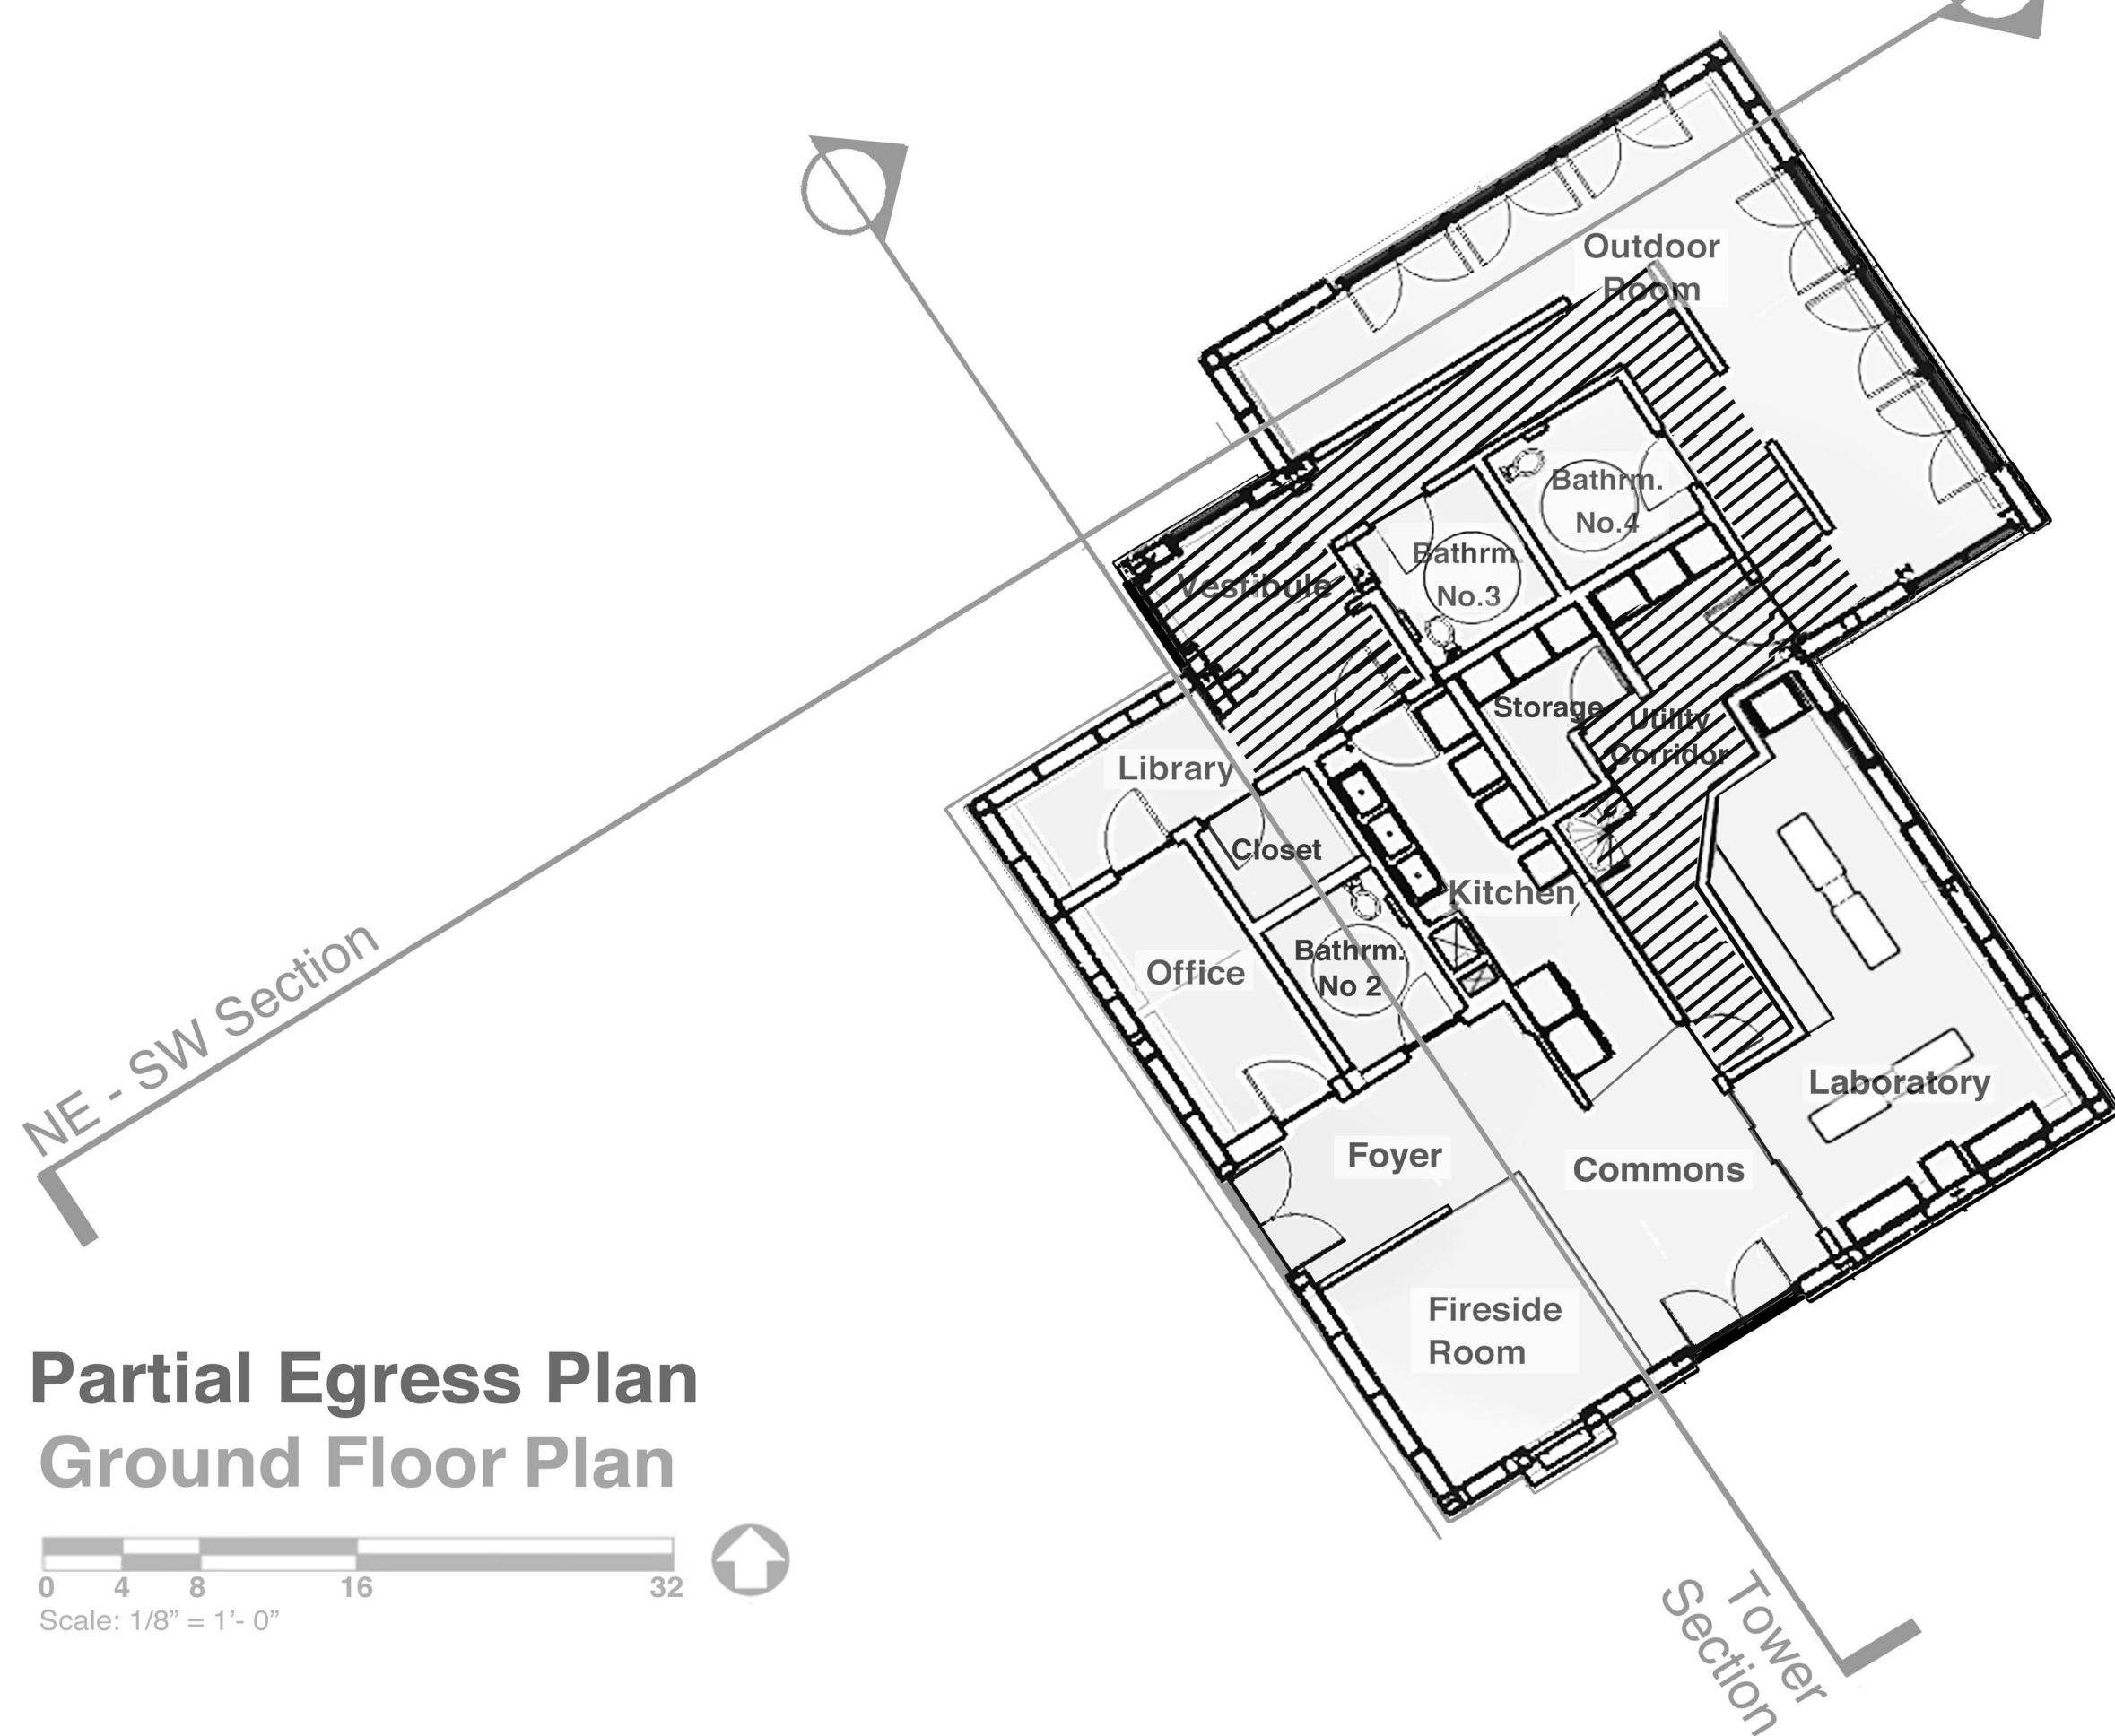 Outdoor
Room
Bathrm.
No.4
Bathrm.
No.3
Vestibule
Storage
Utility
Corridor
Library
Closet
Kitchen
Bathrm.
No 2
Office
Laboratory
Foyer
Commons
Fireside
Room
NE - SW Section
Tower
Section
Partial Egress Plan
Ground Floor Plan
0 4 8 16 32
Scale: 1/8” = 1’- 0”